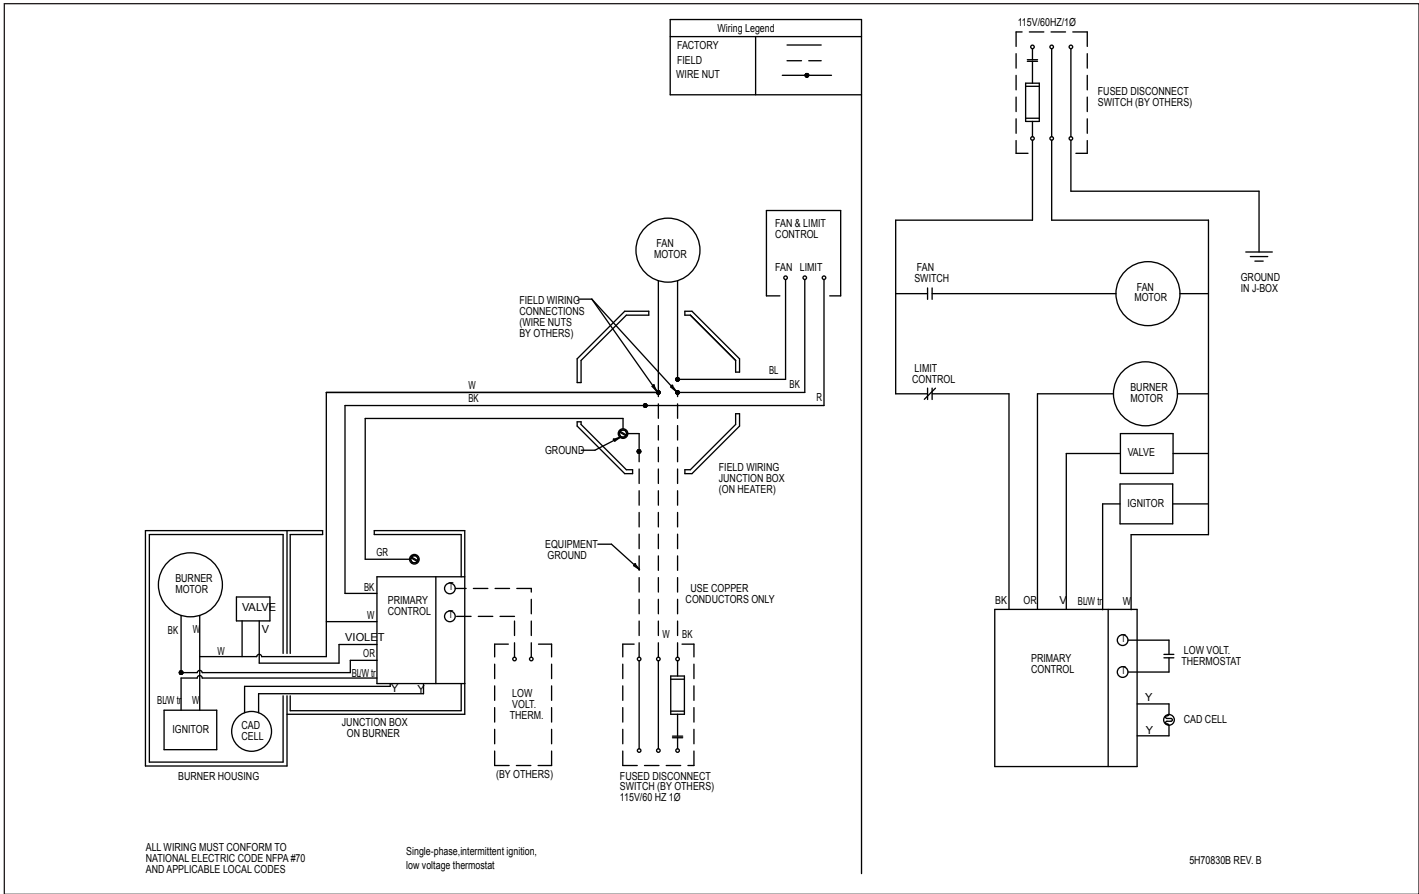 Wiring Legend
FACTORY
FIELD
WIRE NUT
FAN
MOTOR
FAN & LIMIT
CONTROL
FAN LIMIT
FIELD WIRING
CONNECTIONS
(WIRE NUTS
BY OTHERS)
BL
BK
R
W
BK
GROUND
FIELD WIRING
JUNCTION BOX
(ON HEATER)
EQUIPMENT
GROUND
USE COPPER
CONDUCTORS ONLY
GR
BURNER
MOTOR
VALVE
V
BK W
W
BK
PRIMARY
CONTROL
T
T
W
VIOLET
OR
Bl/W tr
Y Y
Bl/W tr W
IGNITOR
CAD
CELL
JUNCTION BOX
ON BURNER
BURNER HOUSING
LOW
VOLT.
THERM.
(BY OTHERS)
W BK
FUSED DISCONNECT
SWITCH (BY OTHERS)
115V/60 HZ 1Ø
ALL WIRING MUST CONFORM TO
NATIONAL ELECTRIC CODE NFPA #70
AND APPLICABLE LOCAL CODES
Single-phase,intermittent ignition,
low voltage thermostat
115V/60HZ/1Ø
FUSED DISCONNECT
SWITCH (BY OTHERS)
GROUND
IN J-BOX
FAN
SWITCH
FAN
MOTOR
LIMIT
CONTROL
BURNER
MOTOR
VALVE
IGNITOR
BK OR V Bl/W tr W
PRIMARY
CONTROL
T
T
LOW VOLT.
THERMOSTAT
Y
Y
CAD CELL
5H70830B REV. B